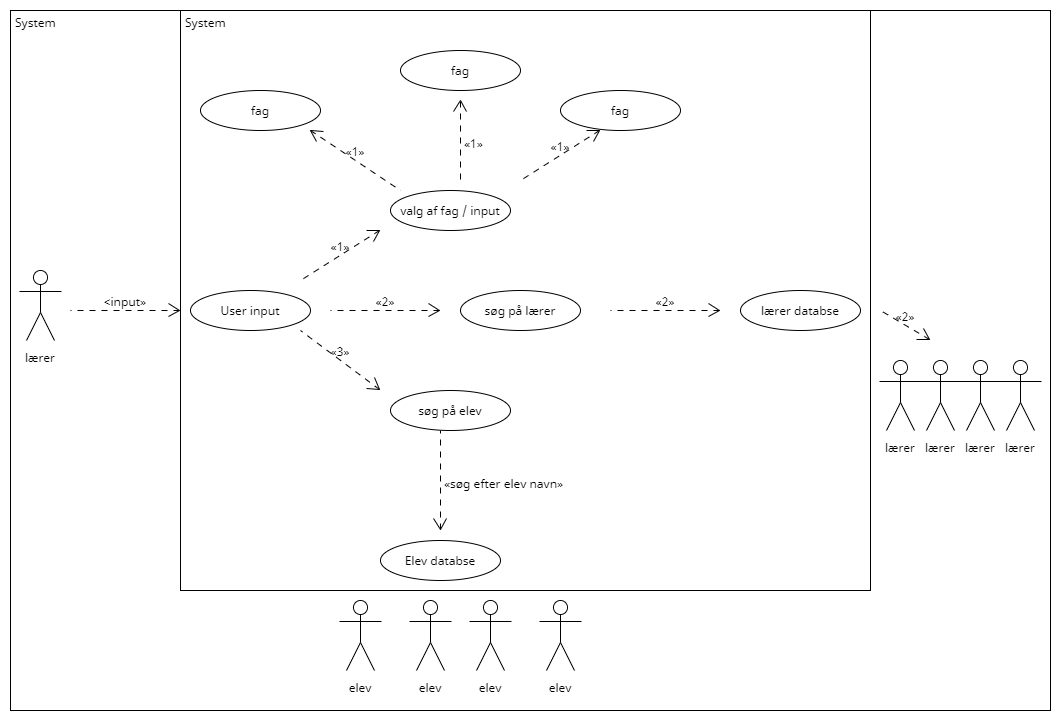 System
System
fag
fag
fag
«1»
«1»
«1»
valg af fag / input
«1»
<input»
User input
«2»
søg på lærer
«2»
lærer databse
«2»
lærer
«3»
søg på elev
lærer
lærer
lærer
lærer
«søg efter elev navn»
Elev databse
elev
elev
elev
elev